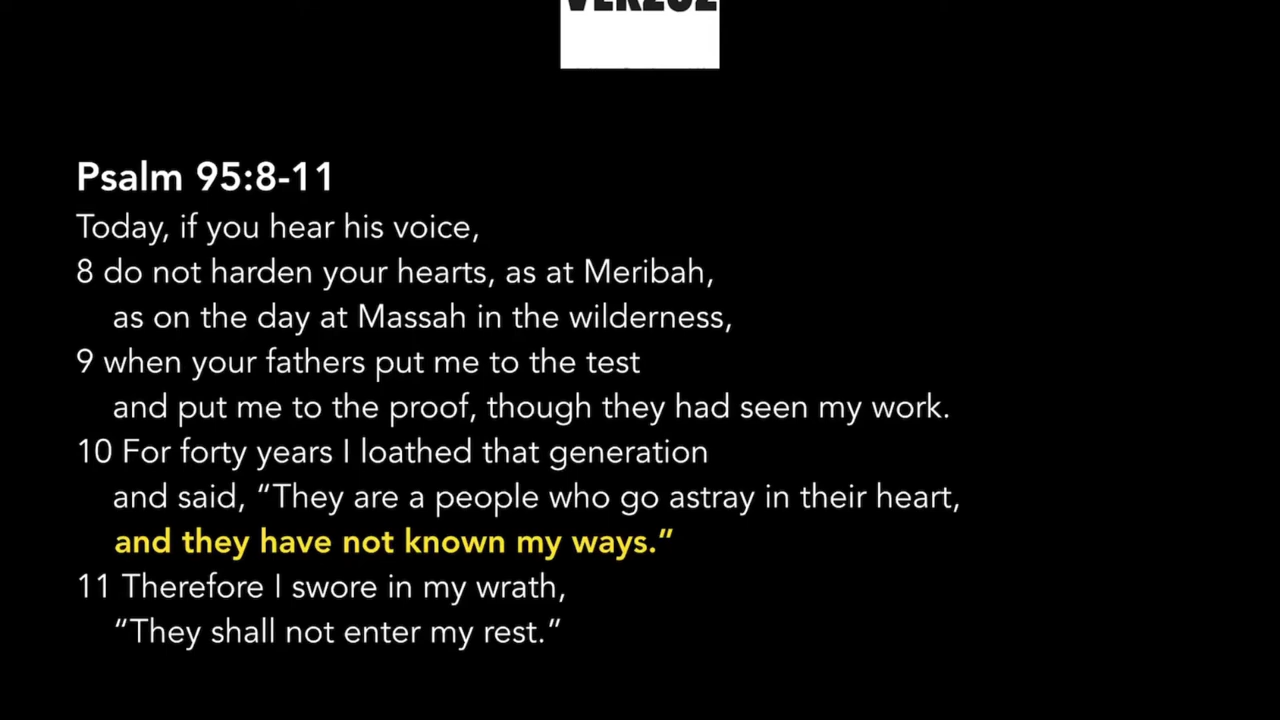 VERZUZ
Psalm 95:8-11
Today, if you hear his voice,
8 do not harden your hearts, as at Meribah,
as on the day at Massah in the wilderness,
9 when your fathers put me to the test
and put me to the proof, though they had seen my work.
10 For forty years I loathed that generation
and said, “They are a people who go astray in their heart,
and they have not known my ways.”
11 Therefore I swore in my wrath,
“They shall not enter my rest.”